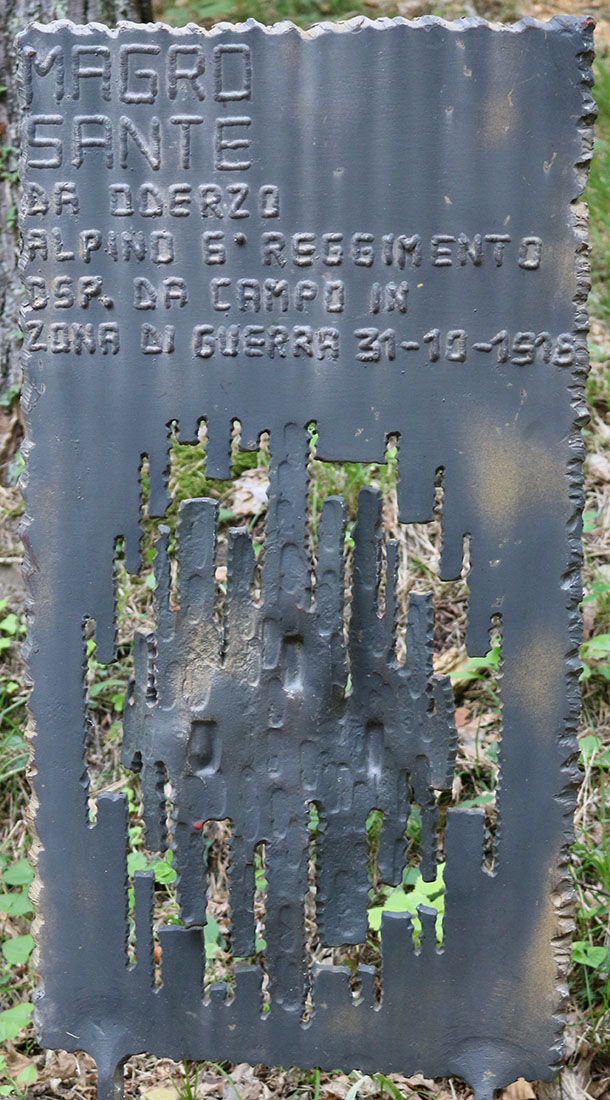 MAGRO
SANTE
DA ODERZO
ALPINO 6° REGGIMENTO
OSP. DA CAMPO IN
ZONA DI GUERRA 31-10-1918